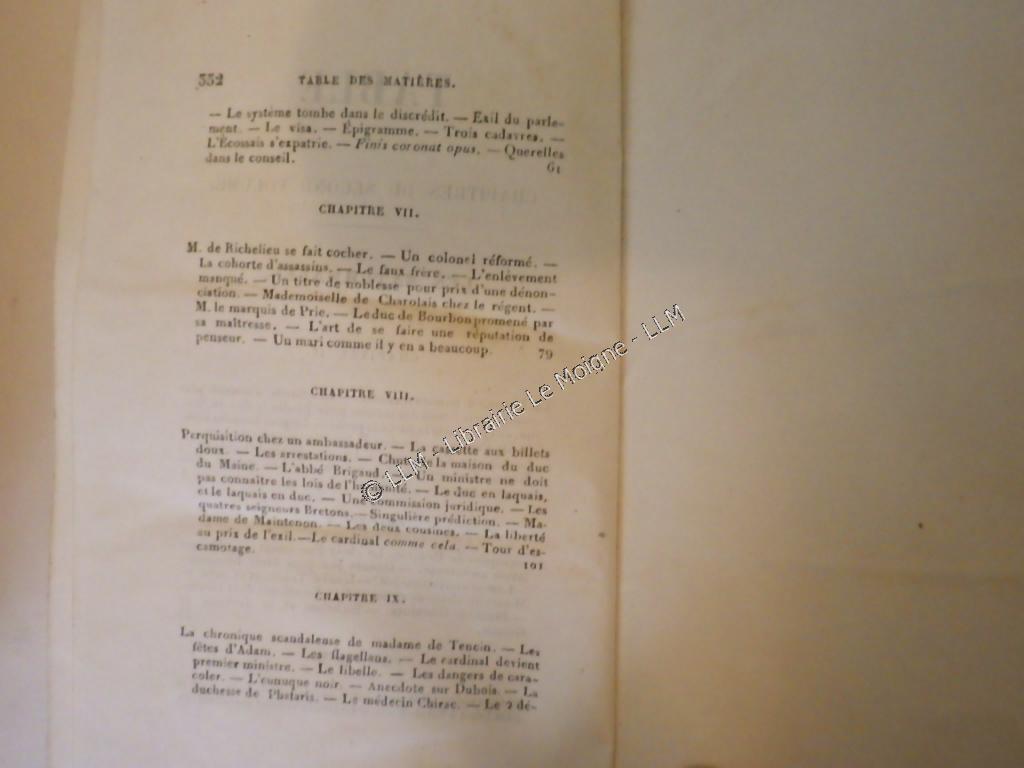 332 TABLE DES MATIÈRES.
— Le système tombe dans le discrédit. — Exil du parle-
ment. — Le visa. — Épigramme. — Trois cadavres. —
L'Écossais s'expatrie. — Finis coronat opus. — Querelles
dans le conseil. 61
CHAPITRE VII.
M. de Richelieu se fait cocher. — Un colonel réformé. —
La cohorte d'assassins. — Le faux frère. — L'enlèvement
manqué. — Un titre de noblesse pour prix d'une dénon-
ciation. — Mademoiselle de Charolais chez le régent. —
M. le marquis de Prie. — Le duc de Bourbon promené par
sa maîtresse. — L'art de se faire une réputation de
penseur. — Un mari comme il y en a beaucoup. 79
CHAPITRE VIII.
Perquisition chez un ambassadeur. — La cassette aux billets
doux. — Les arrestations. — Chute de la maison du duc
du Maine. — L'abbé Brigaud. — Un ministre ne doit
pas connaître les lois de l'humanité. — Le duc en laquais,
et le laquais en duc. — Une commission juridique. — Les
quatres seigneurs Bretons. — Singulière prédiction. — Ma-
dame de Maintenon. — Les deux cousines. — La liberté
au prix de l'exil. — Le cardinal comme cela. — Tour d'es-
camotage. 101
CHAPITRE IX.
La chronique scandaleuse de madame de Tencin. — Les
fêtes d'Adam. — Les flagellans. — Le cardinal devient
premier ministre. — Le libelle. — Les dangers de cara-
coler. — L'eunuque noir. — Anecdote sur Dubois. — La
duchesse de Phalaris. — Le médecin Chirac. — Le 2 dé-
© LLM - Librairie Le Moigne - LLM